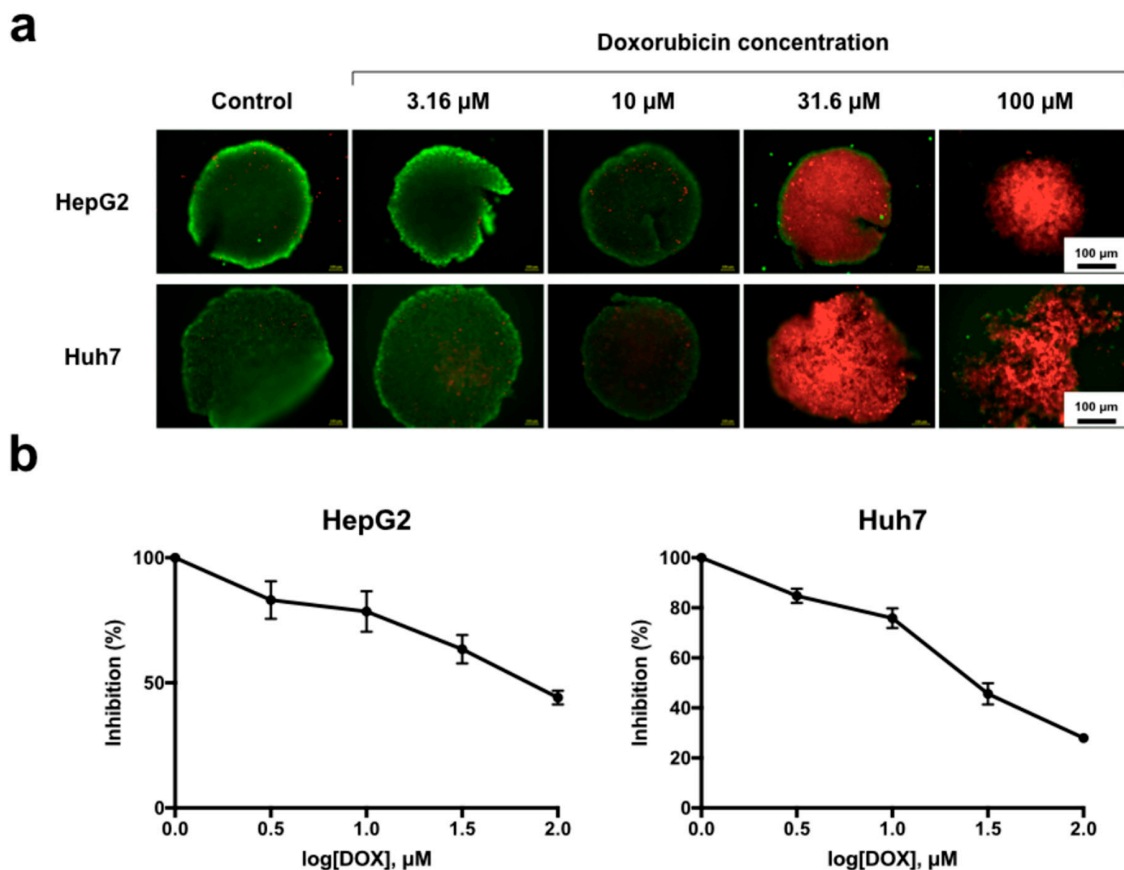 a
Doxorubicin concentration
Control 3.16 µM 10 µM 31.6 µM 100 µM
HepG2
100 µm
Huh7
100 µm
b
HepG2
Inhibition (%)
100
50
0
0.0 0.5 1.0 1.5 2.0
log[DOX], µM
Huh7
Inhibition (%)
100
80
60
40
20
0
0.0 0.5 1.0 1.5 2.0
log[DOX], µM